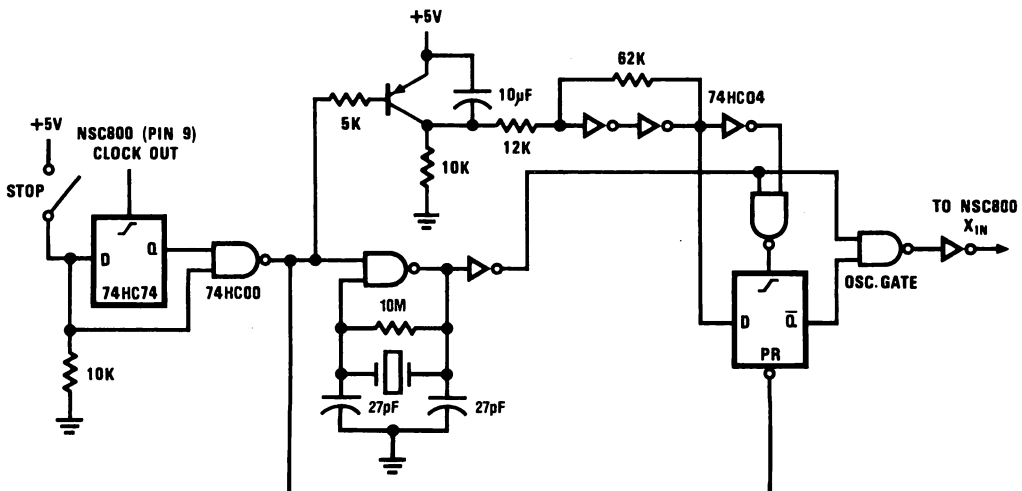 +5V
62K
10μF
74HC04
5K
12K
+5V
NSC800 (PIN 9)
CLOCK OUT
10K
STOP
TO NSC800
X_IN
D
Q
74HC74
74HC00
OSC. GATE
10M
D
Q̅
PR
10K
27pF
27pF